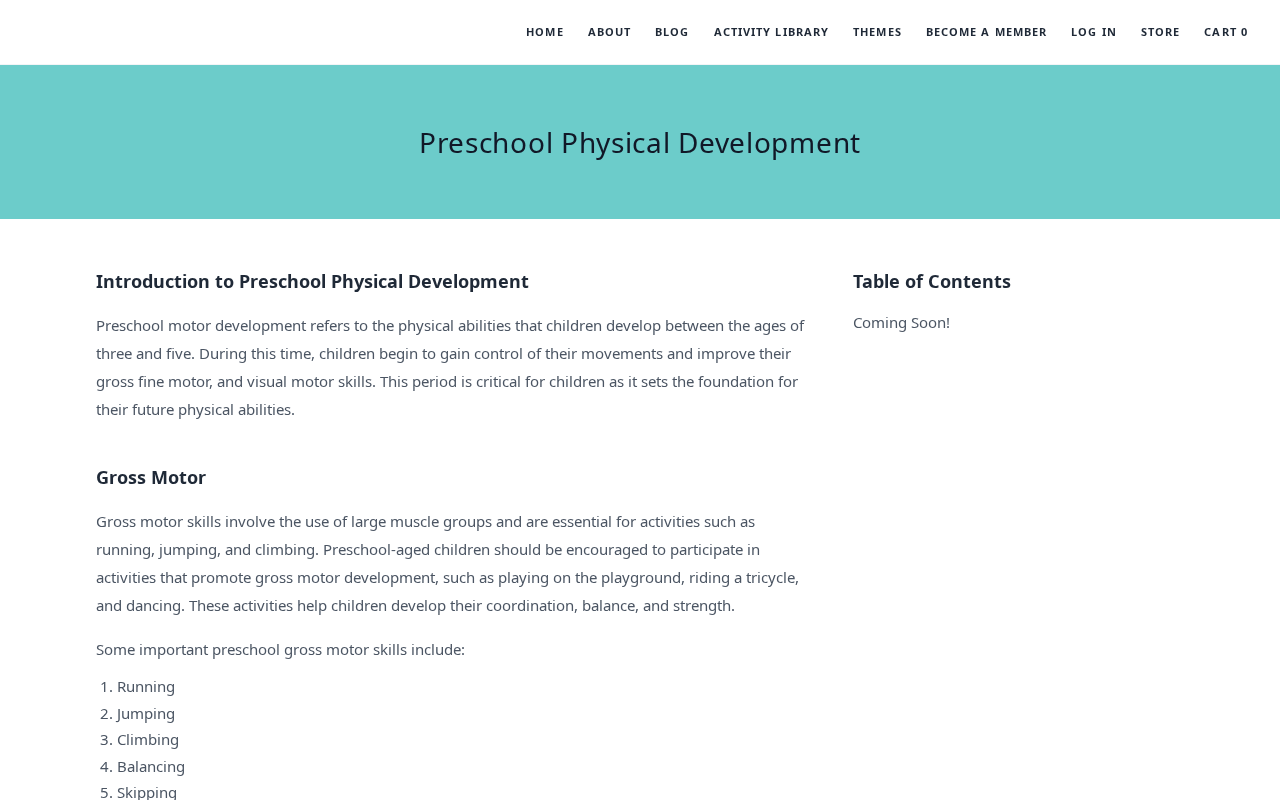 HOME ABOUT BLOG ACTIVITY LIBRARY THEMES BECOME A MEMBER LOG IN STORE CART 0
Preschool Physical Development
Introduction to Preschool Physical Development
Preschool motor development refers to the physical abilities that children develop between the ages of
three and five. During this time, children begin to gain control of their movements and improve their
gross fine motor, and visual motor skills. This period is critical for children as it sets the foundation for
their future physical abilities.
Gross Motor
Gross motor skills involve the use of large muscle groups and are essential for activities such as
running, jumping, and climbing. Preschool-aged children should be encouraged to participate in
activities that promote gross motor development, such as playing on the playground, riding a tricycle,
and dancing. These activities help children develop their coordination, balance, and strength.
Some important preschool gross motor skills include:
1. Running
2. Jumping
3. Climbing
4. Balancing
5. Skipping
Table of Contents
Coming Soon!